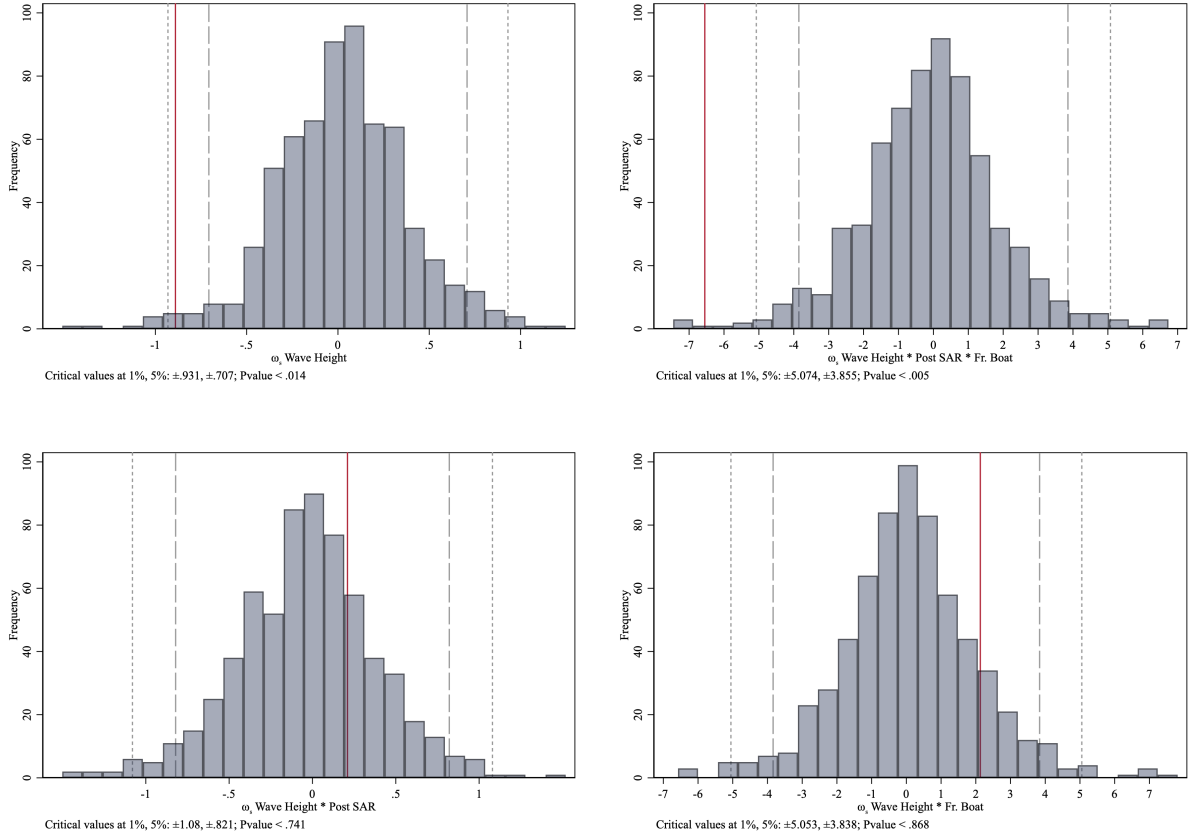 100
80
60
40
20
0
Frequency
-1 -.5 0 .5 1
ωs Wave Height
Critical values at 1%, 5%: ±.931, ±.707; Pvalue < .014
100
80
60
40
20
0
Frequency
-7 -6 -5 -4 -3 -2 -1 0 1 2 3 4 5 6 7
ωs Wave Height * Post SAR * Fr. Boat
Critical values at 1%, 5%: ±5.074, ±3.855; Pvalue < .005
100
80
60
40
20
0
Frequency
-1 -.5 0 .5 1
ωs Wave Height * Post SAR
Critical values at 1%, 5%: ±1.08, ±.821; Pvalue < .741
100
80
60
40
20
0
Frequency
-7 -6 -5 -4 -3 -2 -1 0 1 2 3 4 5 6 7
ωs Wave Height * Fr. Boat
Critical values at 1%, 5%: ±5.053, ±3.838; Pvalue < .868